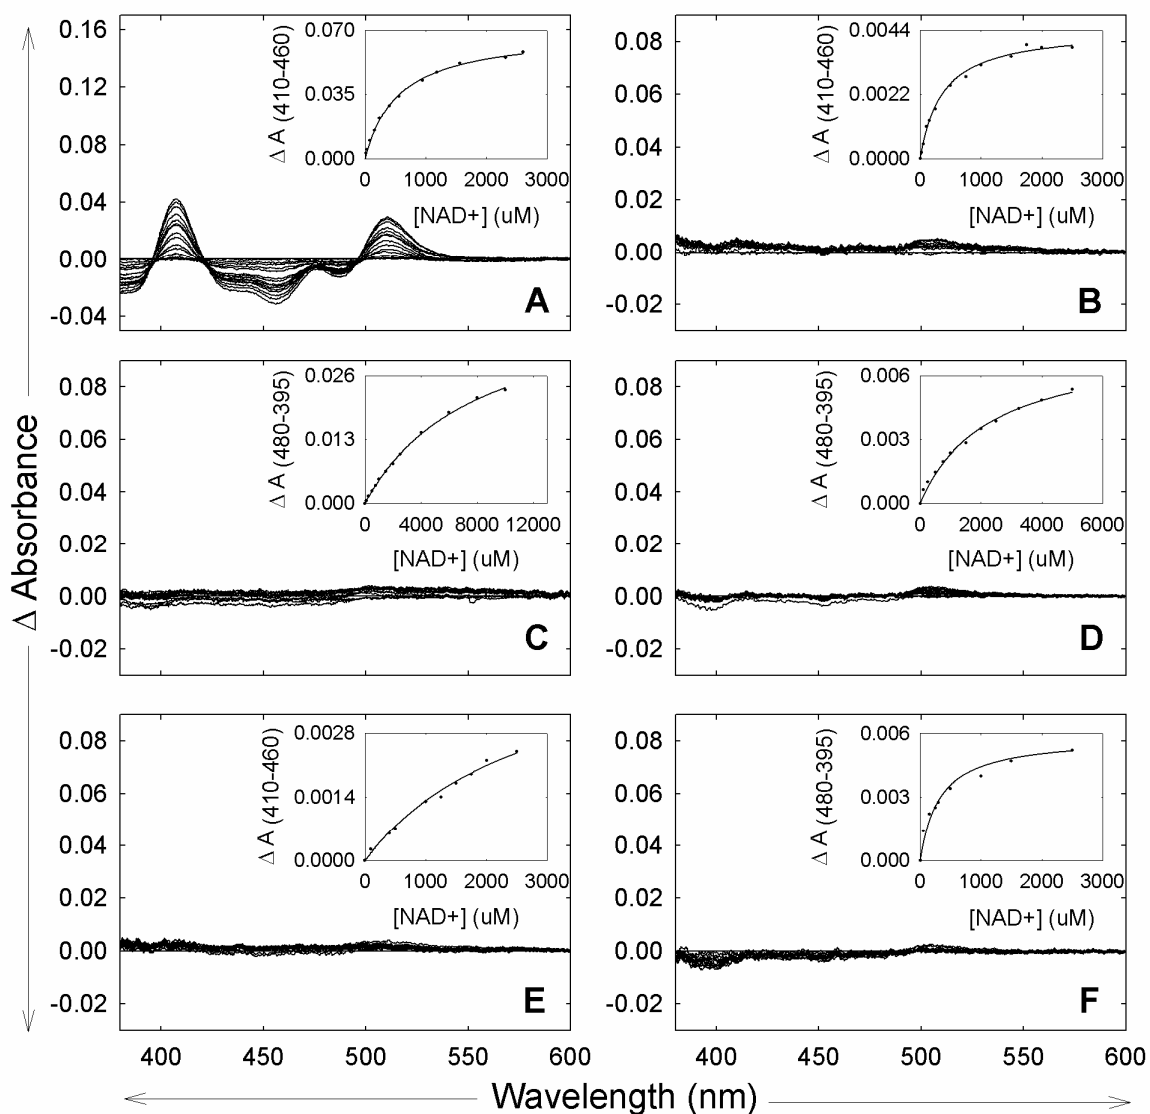 Δ Absorbance
0.16
0.12
0.08
0.04
0.00
-0.04
Δ A (410-460)
0.070
0.035
0.000
0 1000 2000 3000
[NAD+] (uM)
A
0.08
0.06
0.04
0.02
0.00
-0.02
Δ A (410-460)
0.0044
0.0022
0.0000
0 1000 2000 3000
[NAD+] (uM)
B
0.08
0.06
0.04
0.02
0.00
-0.02
Δ A (480-395)
0.026
0.013
0.000
0 4000 8000 12000
[NAD+] (uM)
C
0.08
0.06
0.04
0.02
0.00
-0.02
Δ A (480-395)
0.006
0.003
0.000
0 2000 4000 6000
[NAD+] (uM)
D
0.08
0.06
0.04
0.02
0.00
-0.02
Δ A (410-460)
0.0028
0.0014
0.0000
0 1000 2000 3000
[NAD+] (uM)
E
400 450 500 550 600
0.08
0.06
0.04
0.02
0.00
-0.02
Δ A (480-395)
0.006
0.003
0.000
0 1000 2000 3000
[NAD+] (uM)
F
400 450 500 550 600
Wavelength (nm)